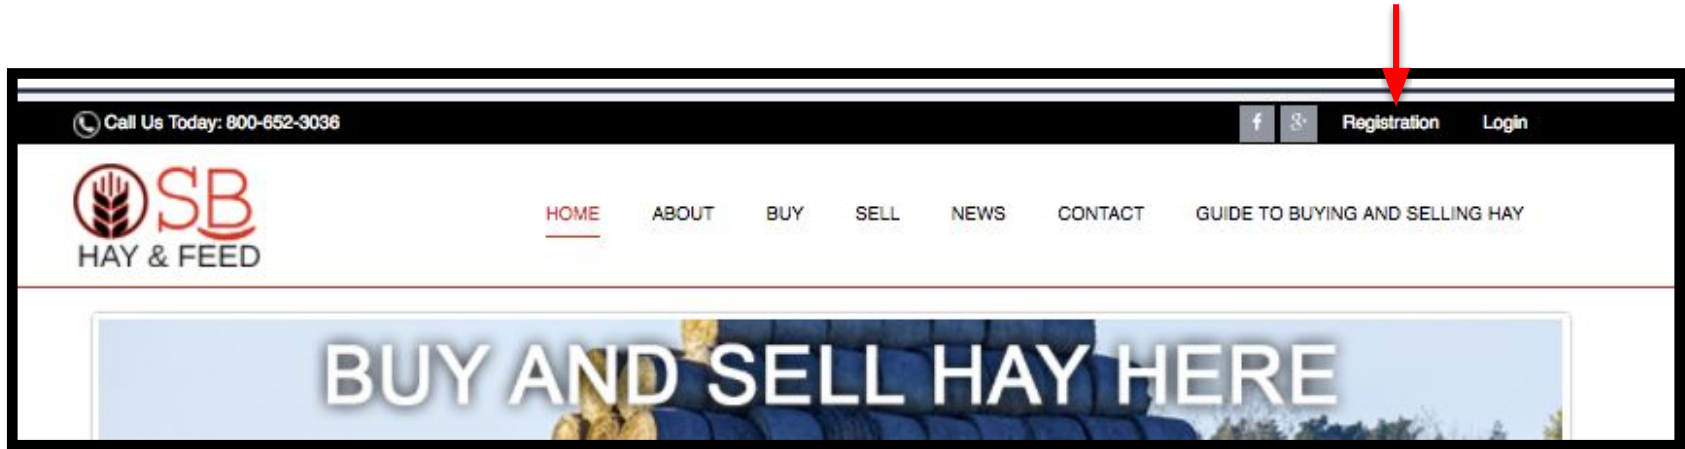 Call Us Today: 800-652-3036
f 8+ Registration Login
SB
HAY & FEED
HOME ABOUT BUY SELL NEWS CONTACT GUIDE TO BUYING AND SELLING HAY
BUY AND SELL HAY HERE